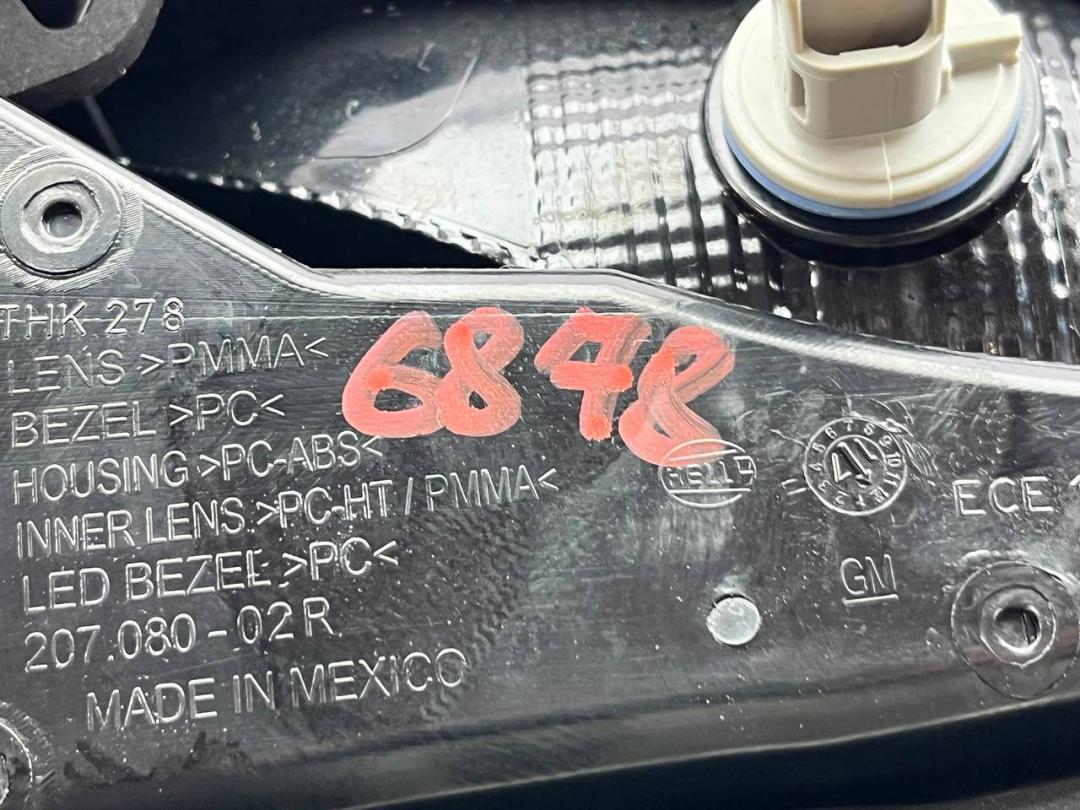 THK 278
LENS >PMMA<
BEZEL >PC<
HOUSING >PC-ABS<
INNER LENS: >PC-HT / PMMA<
LED BEZEL >PC<
207.080-02 R
MADE IN MEXICO
6878
HELLA
ECE
GM